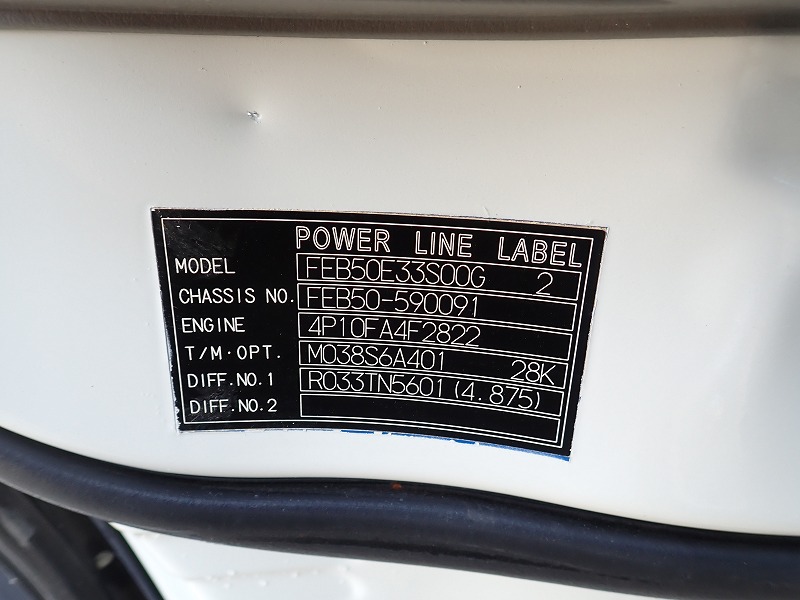 POWER LINE LABEL
MODEL FEB50E33S00G 2
CHASSIS NO. FEB50-590091
ENGINE 4P10FA4F2822
T/M·OPT. M038S6A401 28K
DIFF.NO.1 R033TN5601(4.875)
DIFF.NO.2